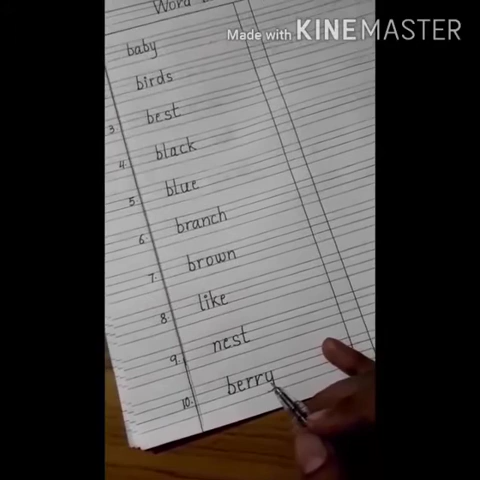 Word
Made with KINEMASTER
baby
birds
3. best
4. black
5. blue
6. branch
7. brown
8. like
9. nest
10. berry